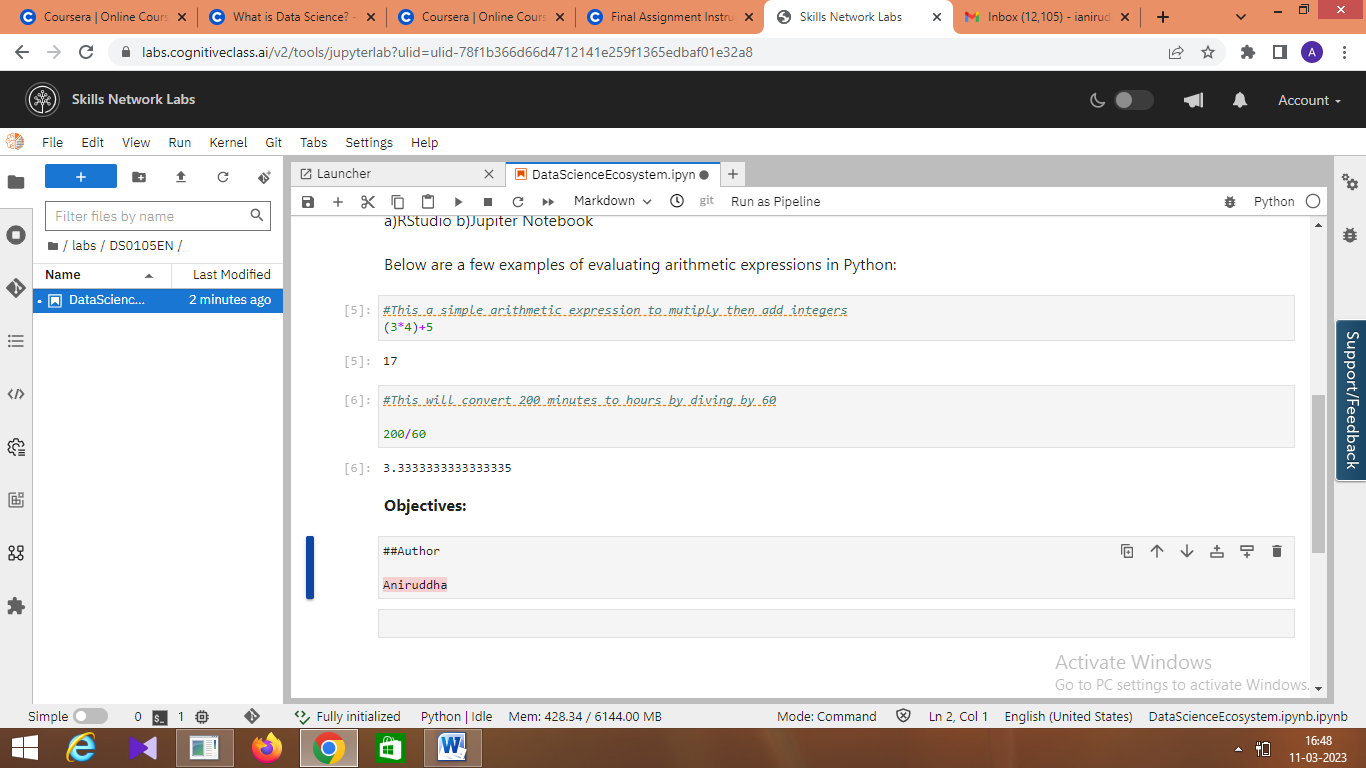 Coursera | Online Cours
What is Data Science? -
Coursera | Online Cours
Final Assignment Instru
Skills Network Labs
Inbox (12,105) - ianirud
labs.cognitiveclass.ai/v2/tools/jupyterlab?ulid=ulid-78f1b366d66d4712141e259f1365edbaf01e32a8
A
Skills Network Labs
Account
File Edit View Run Kernel Git Tabs Settings Help
Launcher
DataScienceEcosystem.ipyn
Filter files by name
Markdown
git
Run as Pipeline
Python
/ labs / DS0105EN /
Name
Last Modified
DataScienc...
2 minutes ago
a)RStudio b)Jupiter Notebook
Below are a few examples of evaluating arithmetic expressions in Python:
[5]: #This a simple arithmetic expression to mutiply then add integers
(3*4)+5
[5]: 17
[6]: #This will convert 200 minutes to hours by diving by 60
200/60
[6]: 3.3333333333333335
Objectives:
##Author
Aniruddha
Support/Feedback
Activate Windows
Go to PC settings to activate Windows.
Simple
0
1
Fully initialized
Python | Idle
Mem: 428.34 / 6144.00 MB
Mode: Command
Ln 2, Col 1
English (United States)
DataScienceEcosystem.ipynb.ipynb
16:48
11-03-2023